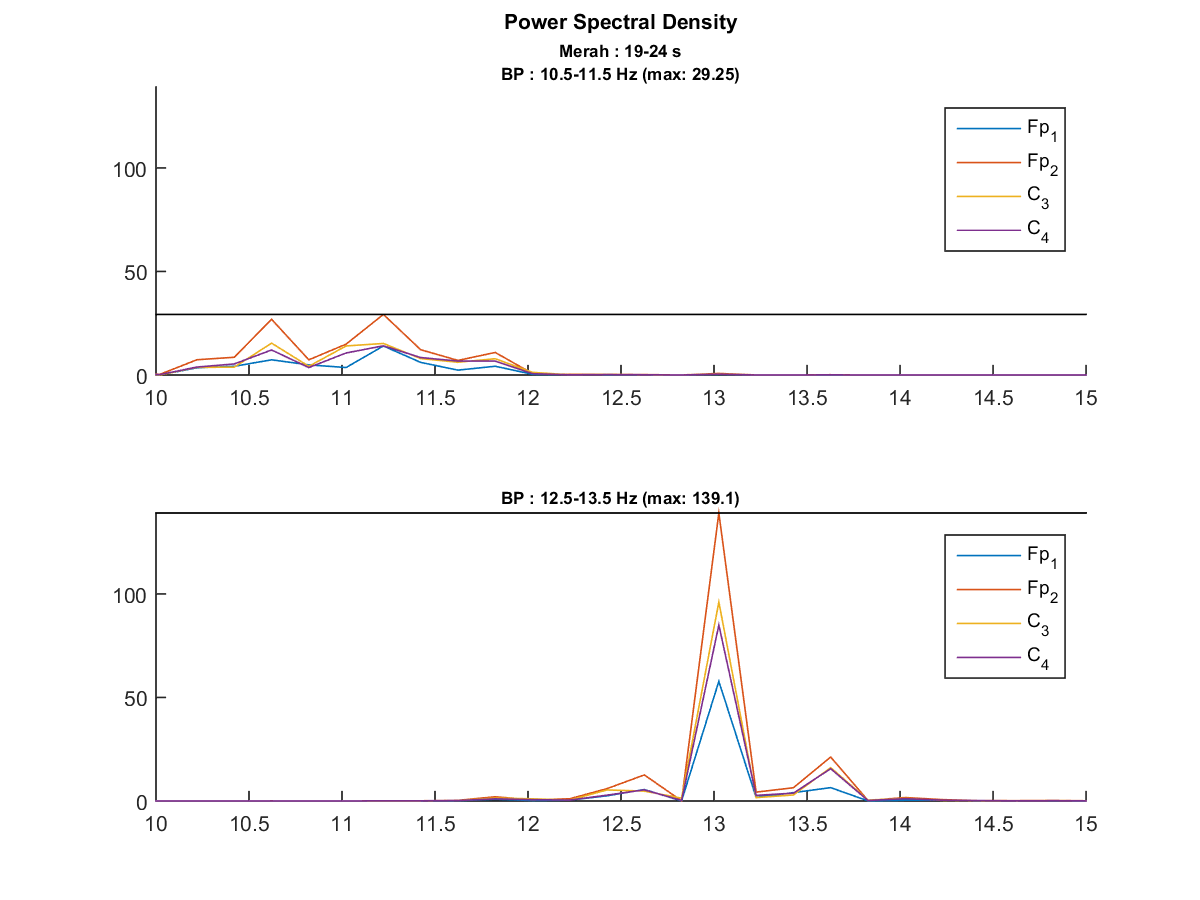 Power Spectral Density
Merah : 19-24 s
BP : 10.5-11.5 Hz (max: 29.25)
Fp1
Fp2
C3
C4
100
50
0
10 10.5 11 11.5 12 12.5 13 13.5 14 14.5 15
BP : 12.5-13.5 Hz (max: 139.1)
Fp1
Fp2
C3
C4
100
50
0
10 10.5 11 11.5 12 12.5 13 13.5 14 14.5 15